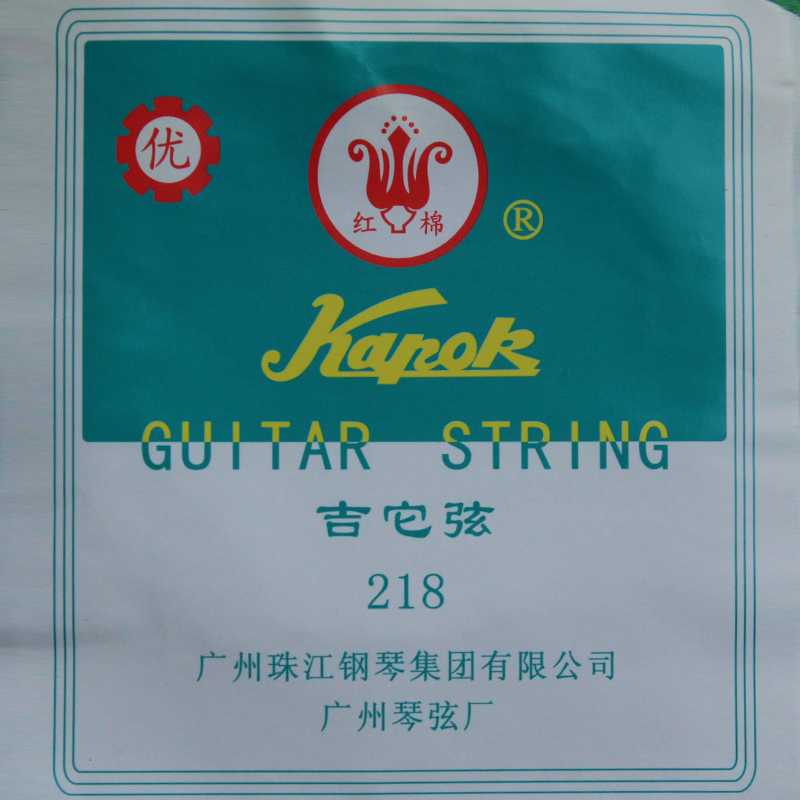 优
红 棉
®
Kapok
GUITAR STRING
吉它弦
218
广州珠江钢琴集团有限公司
广州琴弦厂